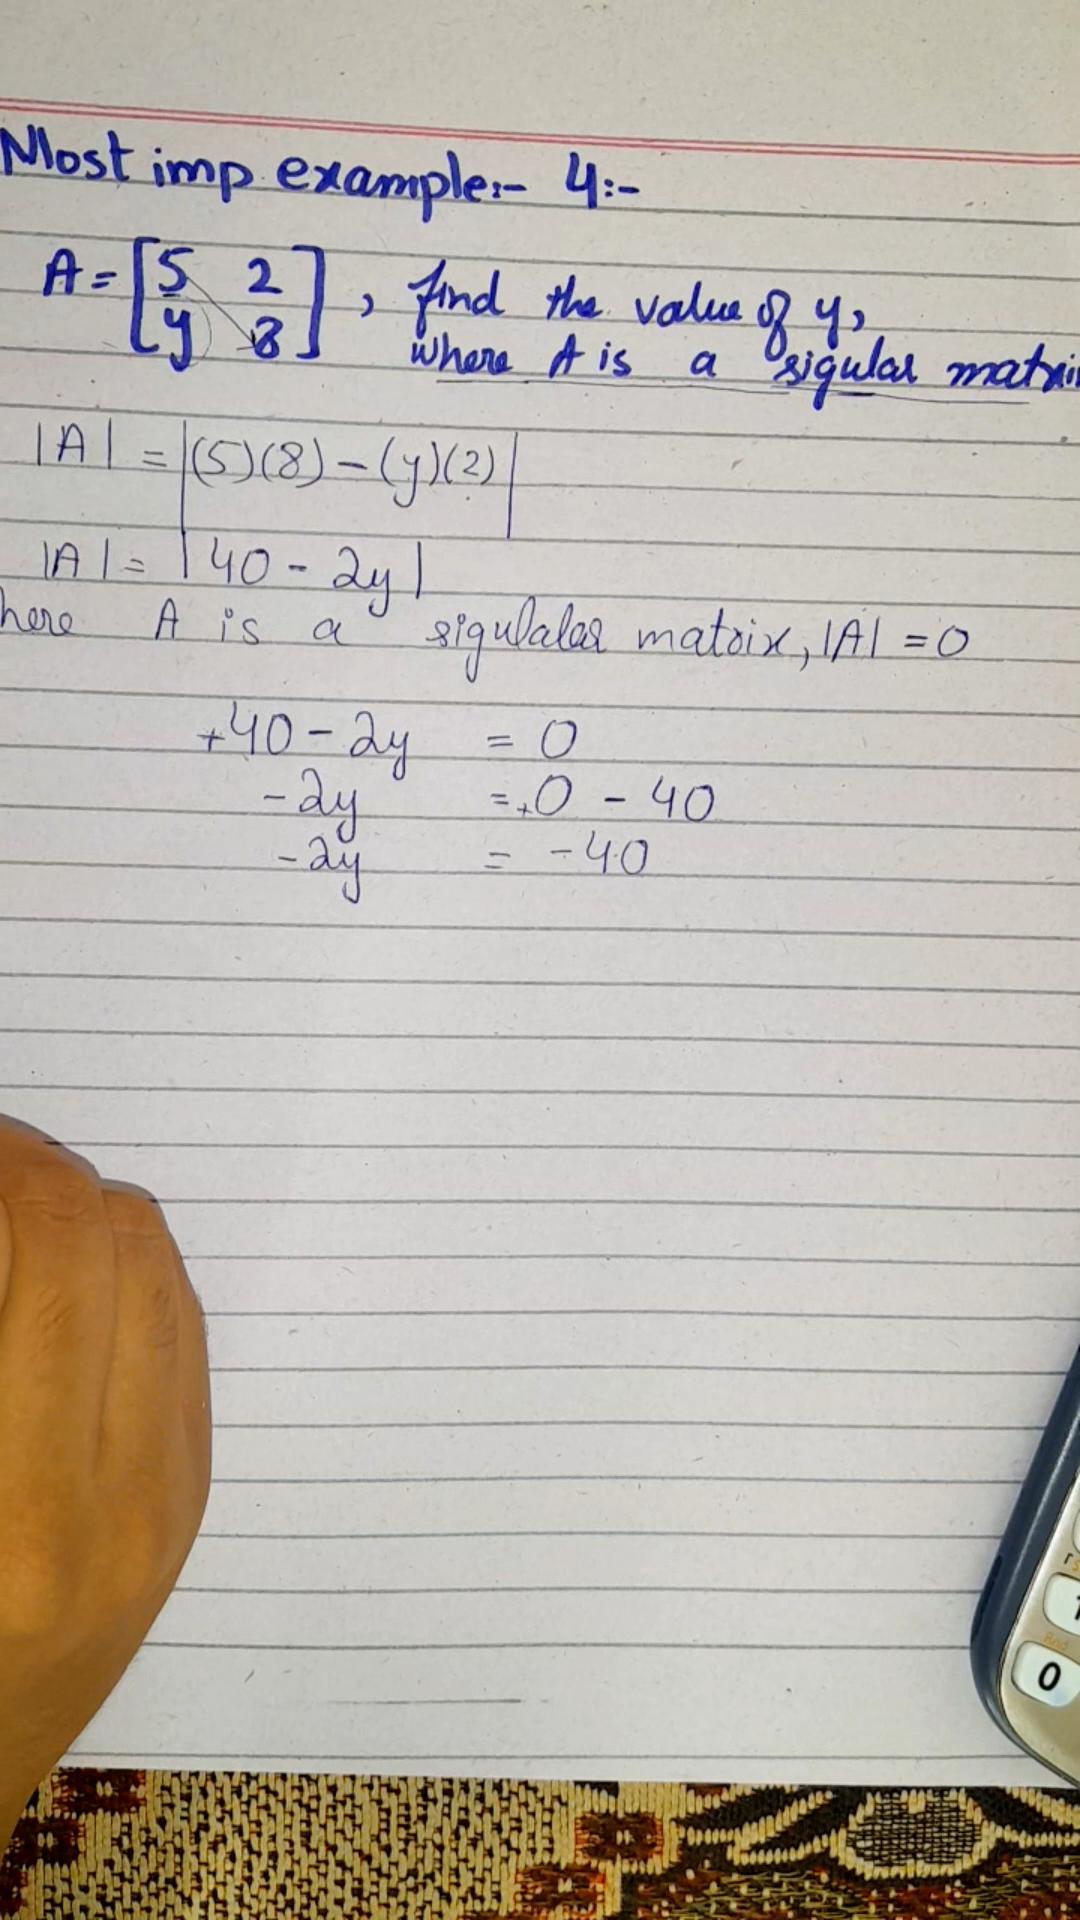 Most imp example:- 4:-
A = [5 2
y 8] , find the value of y,
where A is a sigular matri
|A| = |(5)(8) - (y)(2)|
|A| = |40 - 2y|
here A is a sigulalar matrix, |A| = 0
+40 - 2y = 0
-2y = +0 - 40
-2y = -40
0